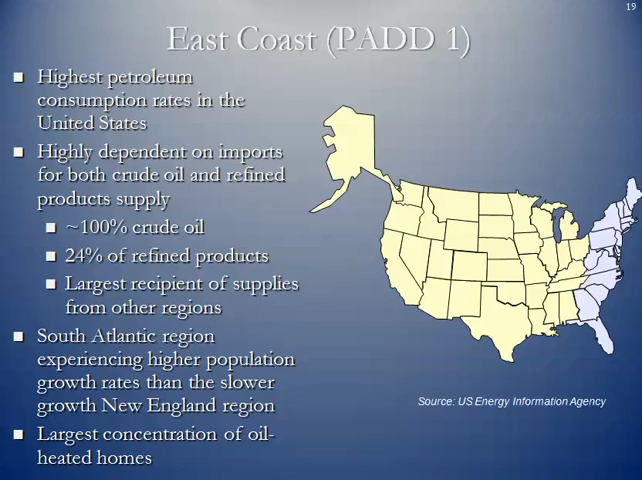 19
East Coast (PADD 1)
Highest petroleum
consumption rates in the
United States
Highly dependent on imports
for both crude oil and refined
products supply
~100% crude oil
24% of refined products
Largest recipient of supplies
from other regions
South Atlantic region
experiencing higher population
growth rates than the slower
growth New England region
Largest concentration of oil-
heated homes
Source: US Energy Information Agency